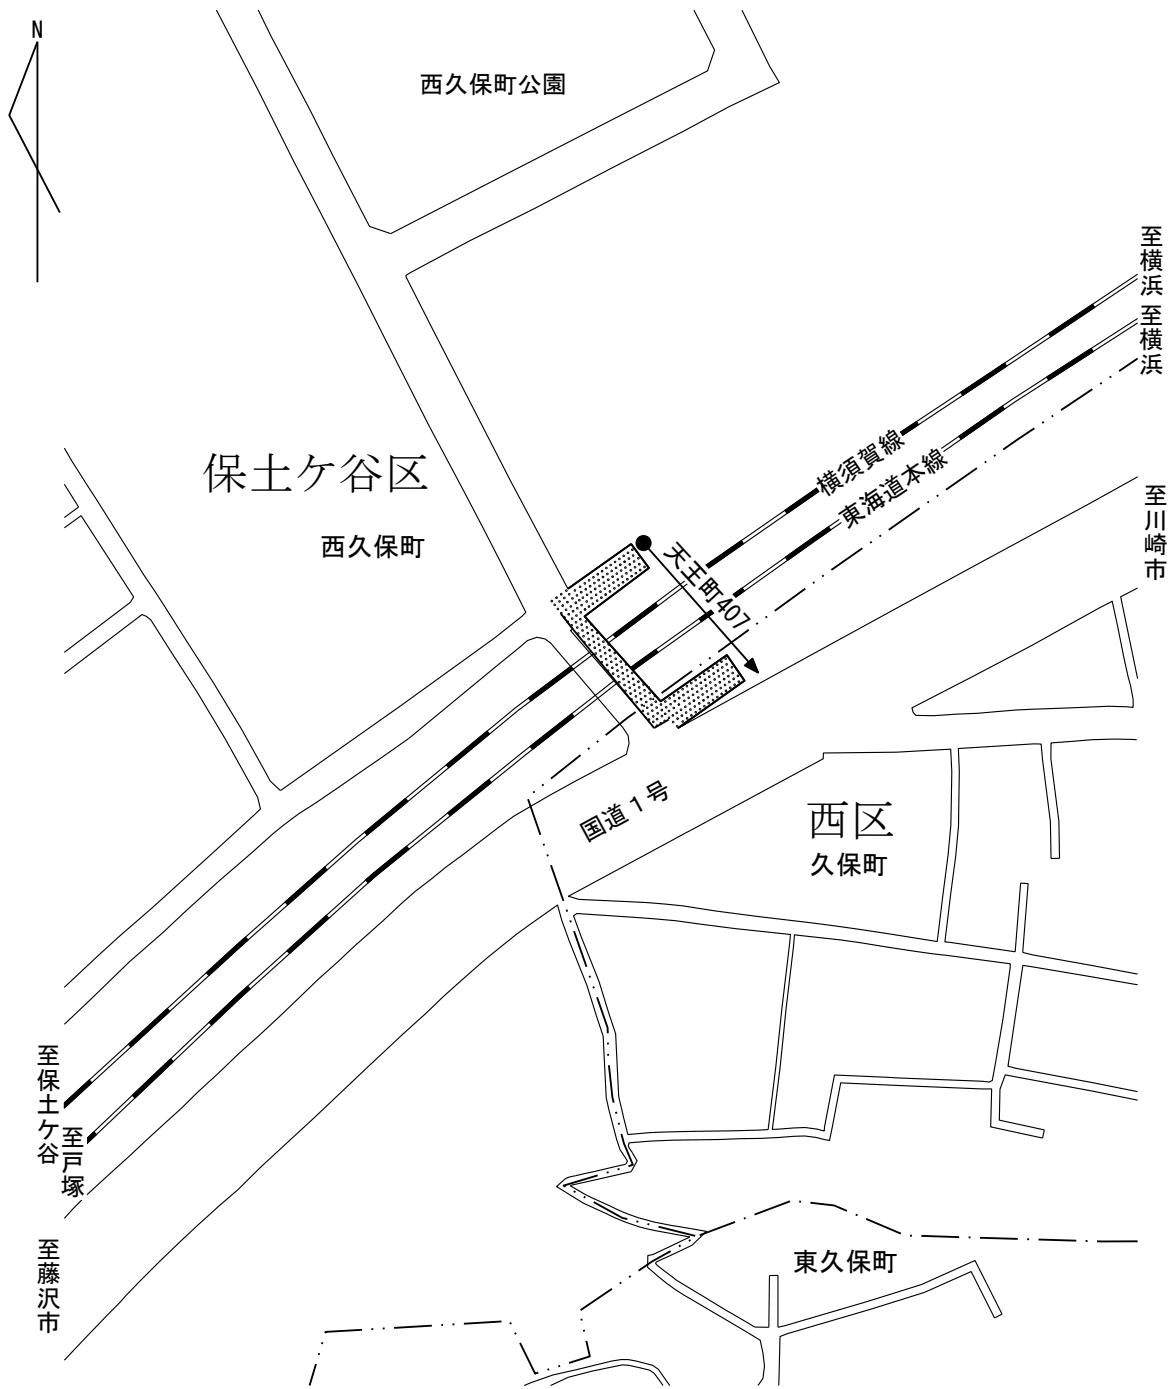 N
西久保町公園
至横浜
至横浜
横須賀線
東海道本線
保土ケ谷区
西久保町
至川崎市
天王町407
国道1号
西区
久保町
至保土ケ谷
至戸塚
至藤沢市
東久保町